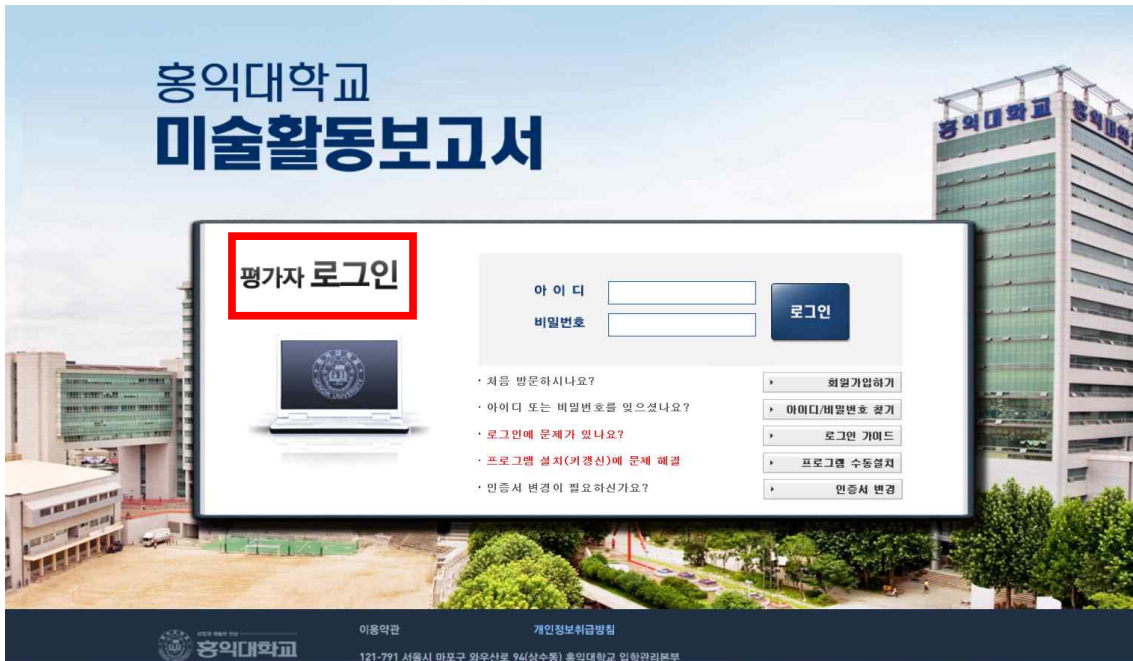 홍익대학교
미술활동보고서
홍익대학교
평가자 로그인
아 이 디
비밀번호
로그인
· 처음 방문하시나요?
회원가입하기
· 아이디 또는 비밀번호를 잊으셨나요?
아이디/비밀번호 찾기
· 로그인에 문제가 있나요?
로그인 가이드
· 프로그램 설치(키갱신)에 문제 해결
프로그램 수동설치
· 인증서 변경이 필요하신가요?
인증서 변경
이용약관
개인정보취급방침
홍익대학교
121-791 서울시 마포구 와우산로 94(상수동) 홍익대학교 입학관리본부